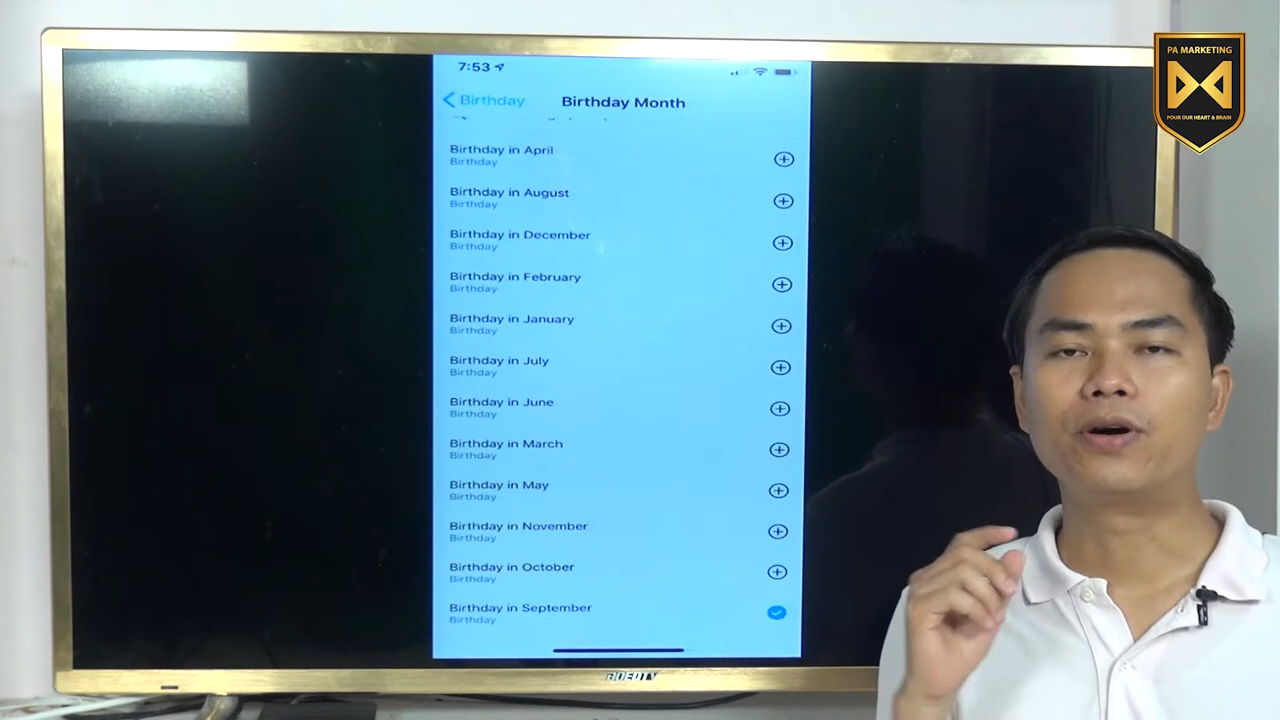 PA MARKETING
POUR OUR HEART & BRAIN
7:53
Birthday
Birthday Month
Birthday in April
Birthday
Birthday in August
Birthday
Birthday in December
Birthday
Birthday in February
Birthday
Birthday in January
Birthday
Birthday in July
Birthday
Birthday in June
Birthday
Birthday in March
Birthday
Birthday in May
Birthday
Birthday in November
Birthday
Birthday in October
Birthday
Birthday in September
Birthday